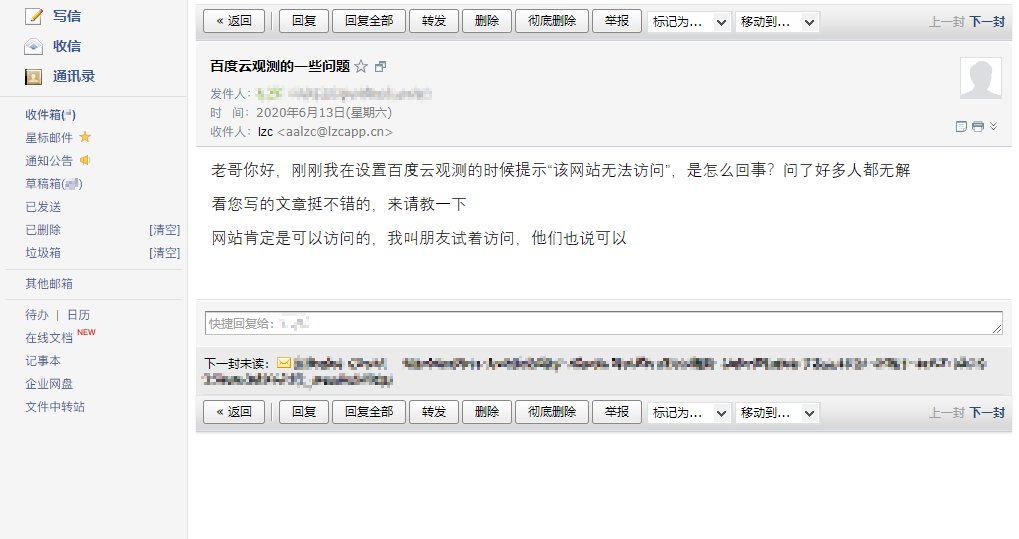 写信
收信
通讯录
收件箱(
星标邮件
通知公告
草稿箱(
已发送
已删除 [清空]
垃圾箱 [清空]
其他邮箱
待办 | 日历
在线文档 NEW
记事本
企业网盘
文件中转站
« 返回 回复 回复全部 转发 删除 彻底删除 举报 标记为... 移动到... 上一封 下一封
百度云观测的一些问题
发件人：
时 间：2020年6月13日(星期六)
收件人：lzc <aalzc@lzcapp.cn>
老哥你好，刚刚我在设置百度云观测的时候提示“该网站无法访问”，是怎么回事？问了好多人都无解
看您写的文章挺不错的，来请教一下
网站肯定是可以访问的，我叫朋友试着访问，他们也说可以
快捷回复给：
下一封未读：
« 返回 回复 回复全部 转发 删除 彻底删除 举报 标记为... 移动到... 上一封 下一封